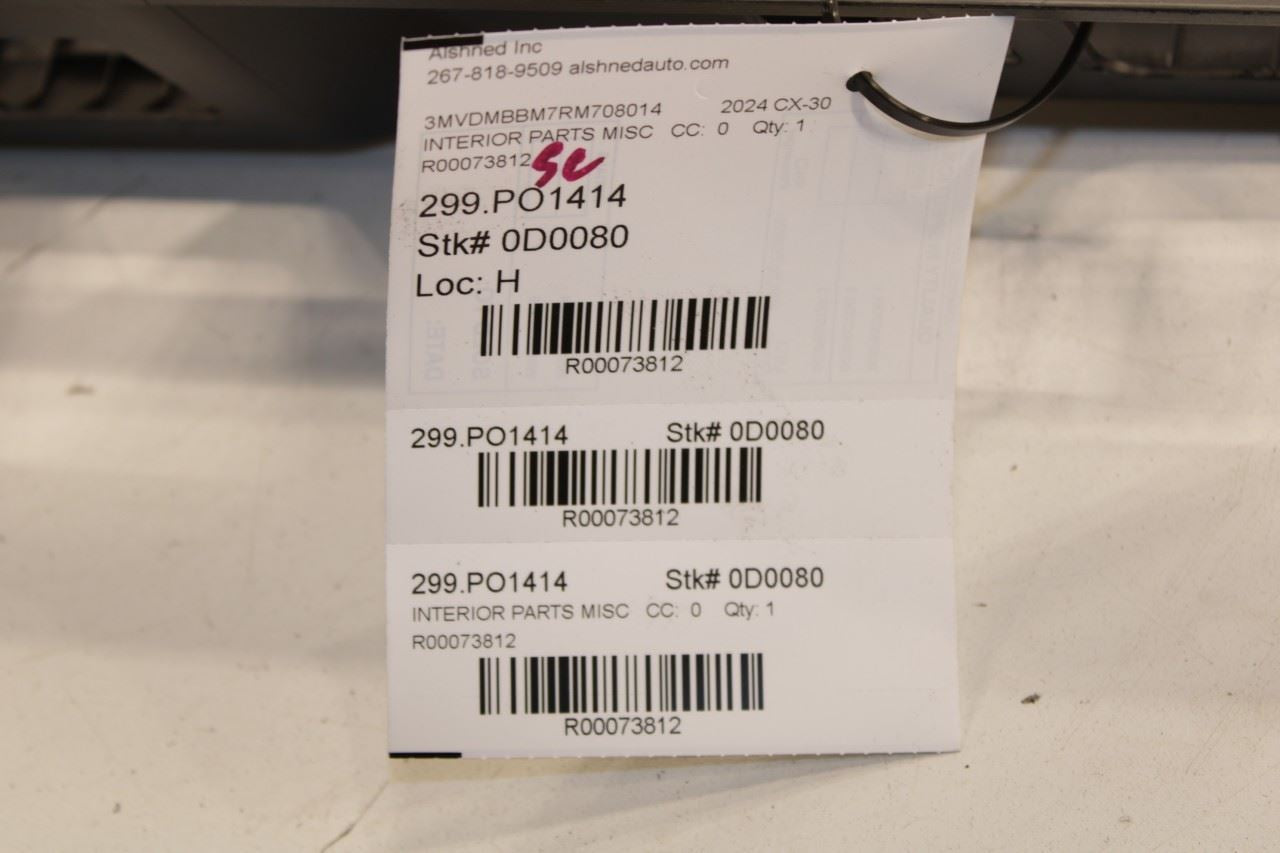 Alshned Inc
267-818-9509 alshnedauto.com
3MVDMBBM7RM708014 2024 CX-30
INTERIOR PARTS MISC CC: 0 Qty: 1
R00073812
299.PO1414
Stk# 0D0080
Loc: H
R00073812
299.PO1414 Stk# 0D0080
R00073812
299.PO1414 Stk# 0D0080
INTERIOR PARTS MISC CC: 0 Qty: 1
R00073812
R00073812